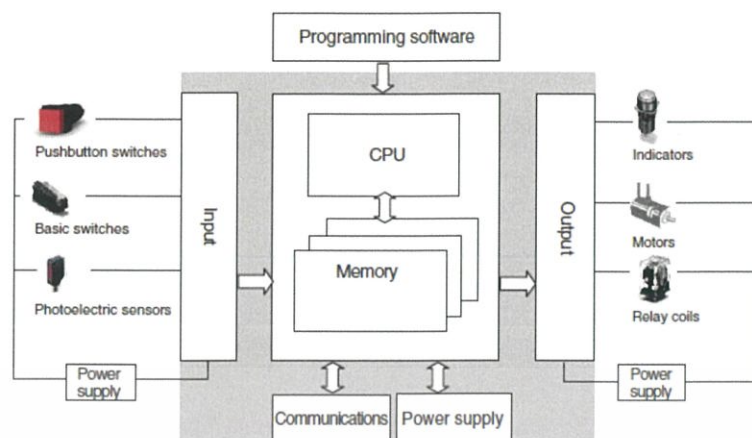 Programming software
Pushbutton switches
Basic switches
Photoelectric sensors
Power
supply
Input
CPU
Memory
Output
Indicators
Motors
Relay coils
Power
supply
Communications
Power supply